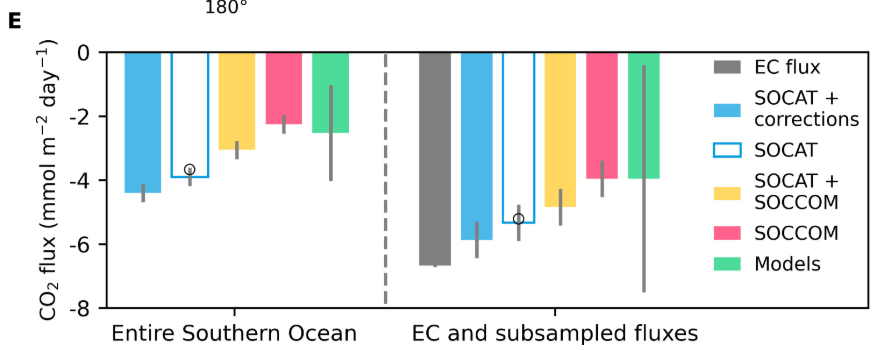 180°
E
CO₂ flux (mmol m⁻² day⁻¹)
0
-2
-4
-6
-8
Entire Southern Ocean
EC and subsampled fluxes
EC flux
SOCAT +
corrections
SOCAT
SOCAT +
SOCCOM
SOCCOM
Models